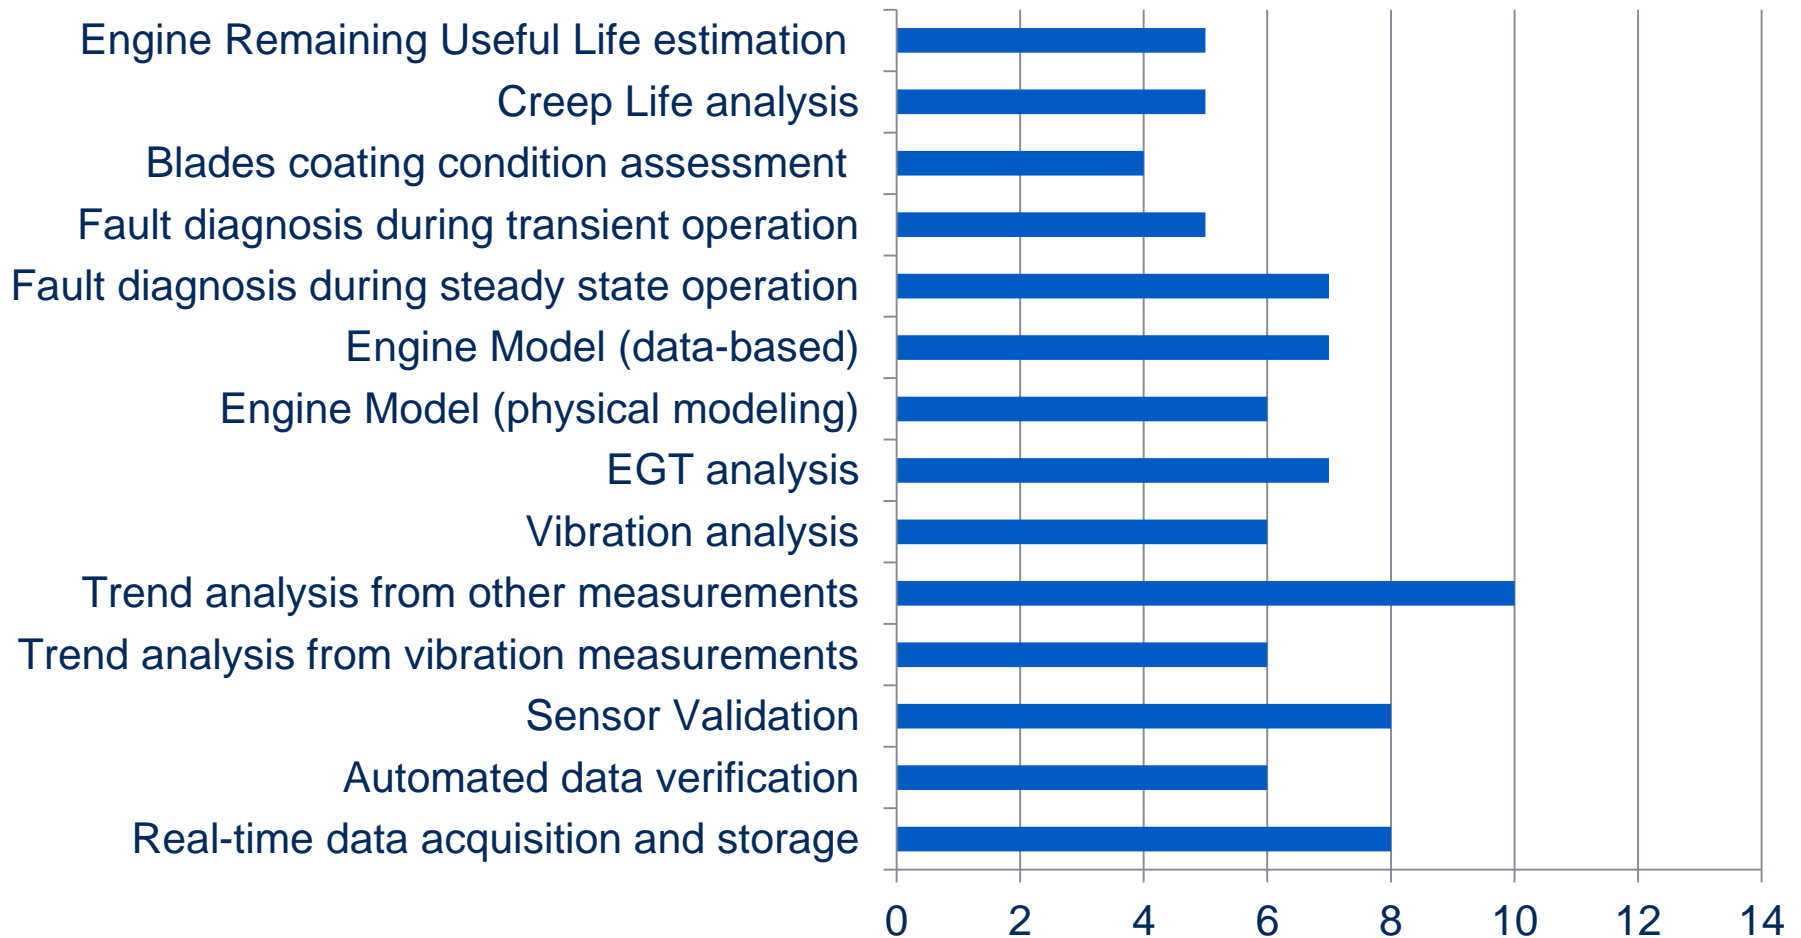 Engine Remaining Useful Life estimation
Creep Life analysis
Blades coating condition assessment
Fault diagnosis during transient operation
Fault diagnosis during steady state operation
Engine Model (data-based)
Engine Model (physical modeling)
EGT analysis
Vibration analysis
Trend analysis from other measurements
Trend analysis from vibration measurements
Sensor Validation
Automated data verification
Real-time data acquisition and storage
0 2 4 6 8 10 12 14